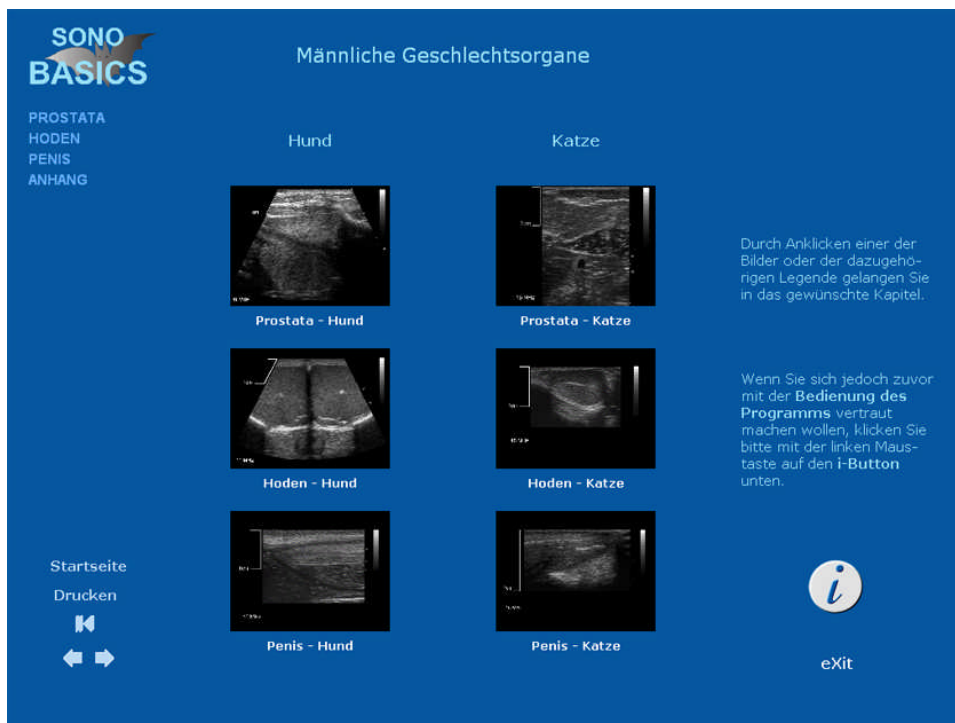 SONO
BASICS
Männliche Geschlechtsorgane
PROSTATA
HODEN
PENIS
ANHANG
Hund
Katze
Prostata - Hund
Prostata - Katze
Hoden - Hund
Hoden - Katze
Penis - Hund
Penis - Katze
Durch Anklicken einer der
Bilder oder der dazugehö-
rigen Legende gelangen Sie
in das gewünschte Kapitel.
Wenn Sie sich jedoch zuvor
mit der Bedienung des
Programms vertraut
machen wollen, klicken Sie
bitte mit der linken Maus-
taste auf den i-Button
unten.
Startseite
Drucken
i
eXit